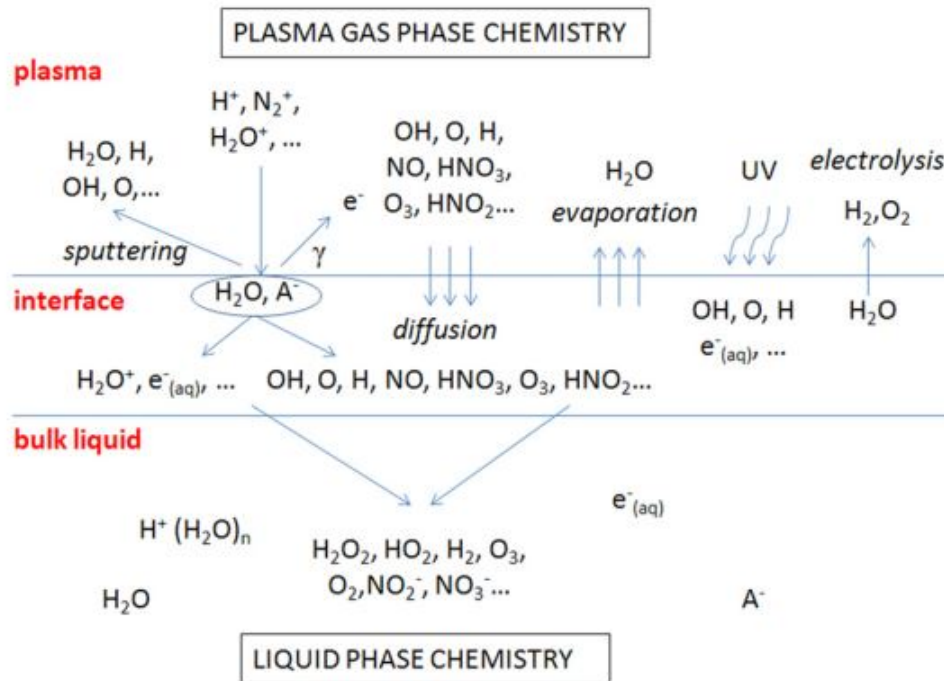 PLASMA GAS PHASE CHEMISTRY
plasma
H⁺, N₂⁺,
H₂O⁺, ...
H₂O, H,
OH, O,...
sputtering
e⁻
γ
OH, O, H,
NO, HNO₃,
O₃, HNO₂...
H₂O
evaporation
UV
electrolysis
H₂,O₂
interface
H₂O, A⁻
diffusion
OH, O, H
e⁻(aq), ...
H₂O
H₂O⁺, e⁻(aq), ...
OH, O, H, NO, HNO₃, O₃, HNO₂...
bulk liquid
e⁻(aq)
H⁺ (H₂O)ₙ
H₂O₂, HO₂, H₂, O₃,
O₂,NO₂⁻, NO₃⁻...
H₂O
A⁻
LIQUID PHASE CHEMISTRY